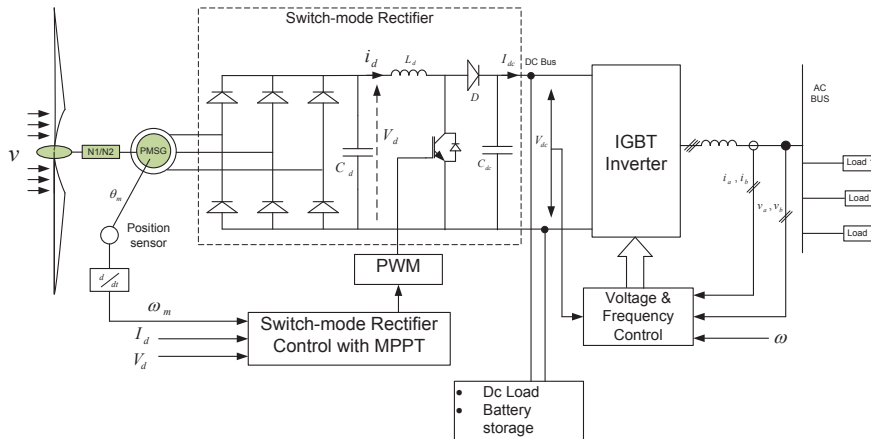 Switch-mode Rectifier
i_d
L_d
D
I_dc
DC Bus
AC
BUS
v
N1/N2
PMSG
V_d
C_d
C_dc
V_dc
IGBT
Inverter
i_a , i_b
v_a , v_b
Load
Load
Load
θ_m
Position
sensor
d/dt
PWM
ω_m
I_d
V_d
Switch-mode Rectifier
Control with MPPT
Voltage &
Frequency
Control
ω
• Dc Load
• Battery
storage